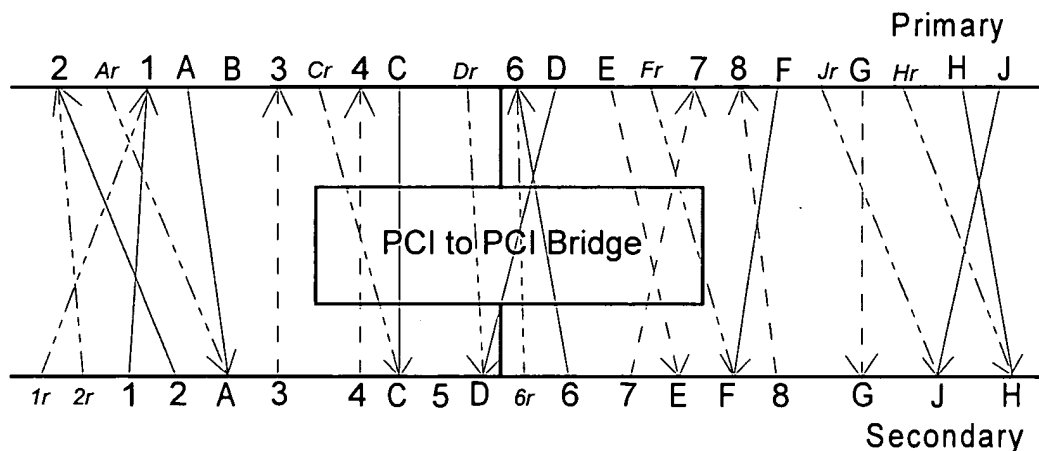 Primary
2 Ar 1 A B 3 Cr 4 C Dr 6 D E Fr 7 8 F Jr G Hr H J
PCI to PCI Bridge
1r 2r 1 2 A 3 4 C 5 D 6r 6 7 E F 8 G J H
Secondary